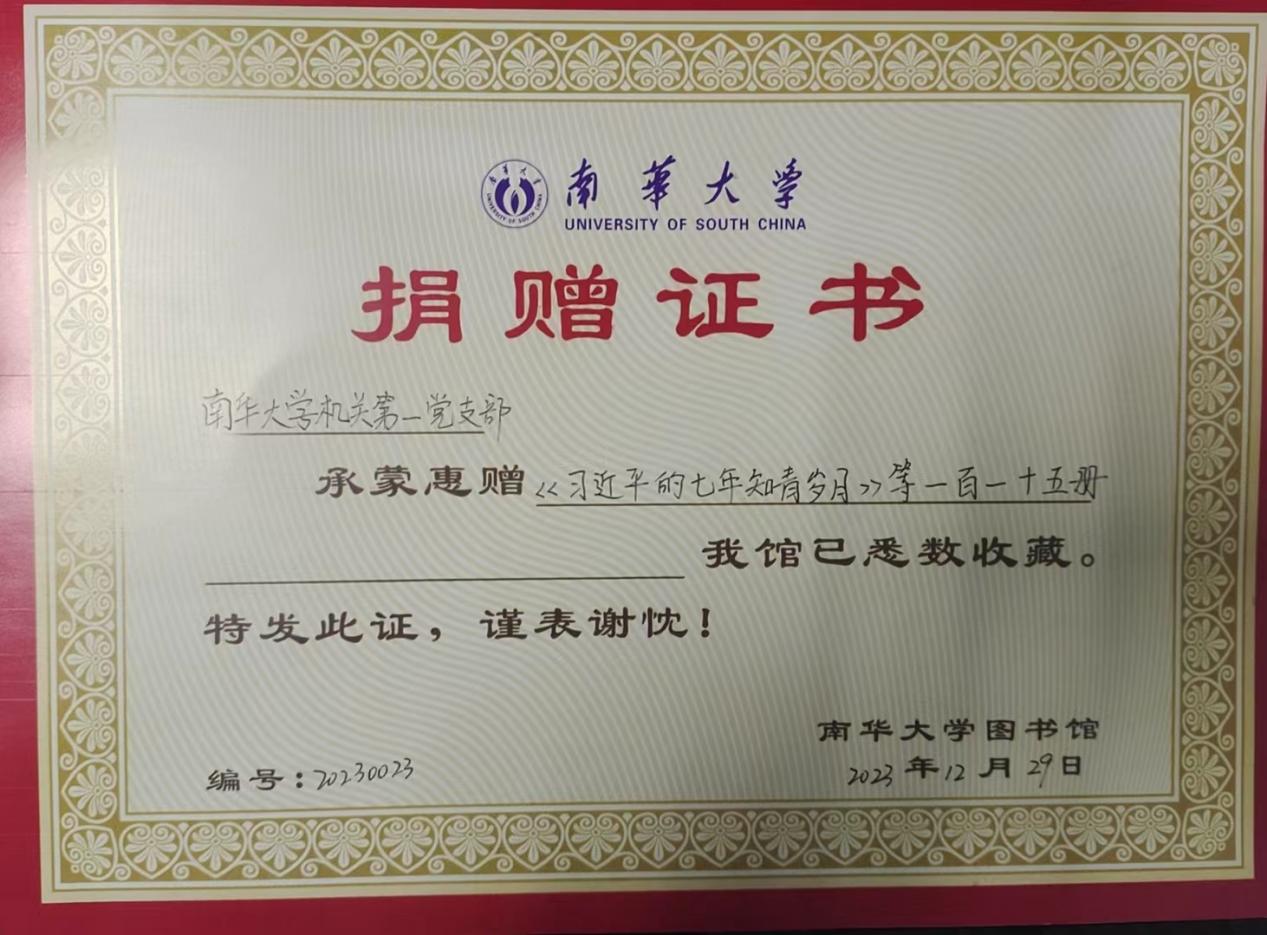 南華大学
UNIVERSITY OF SOUTH CHINA
捐赠证书
南华大学机关第一党支部
承蒙惠赠《习近平的七年知青岁月》等一百一十五册
我馆已悉数收藏。
特发此证，谨表谢忱！
南华大学图书馆
编号：20230023
2023年12月29日